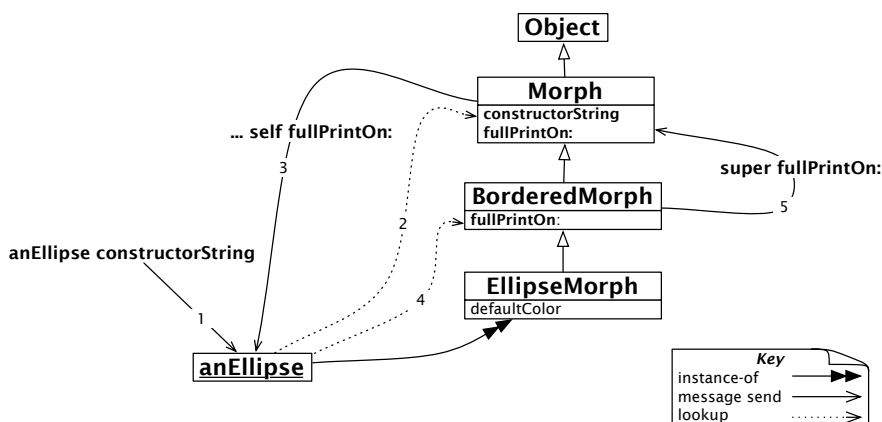 Object
Morph
constructorString
fullPrintOn:
... self fullPrintOn:
3
super fullPrintOn:
BorderedMorph
fullPrintOn:
5
2
anEllipse constructorString
EllipseMorph
defaultColor
4
1
anEllipse
Key
instance-of
message send
lookup